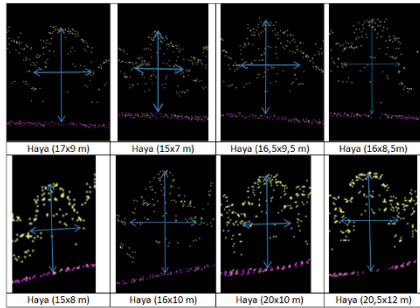 Haya (17x9 m)
Haya (15x7 m)
Haya (16,5x9,5 m)
Haya (16x8,5m)
Haya (15x8 m)
Haya (16x10 m)
Haya (20x10 m)
Haya (20,5x12 m)